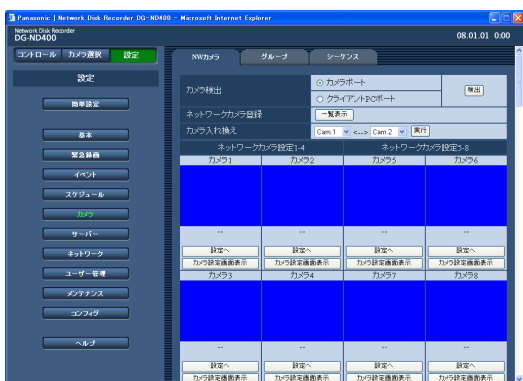 Panasonic | Network Disk Recorder DG-ND400 - Microsoft Internet Explorer
Network Disk Recorder
DG-ND400
08.01.01 0:00
コントロール カメラ選択 設定
NWカメラ グループ シーケンス
設定
簡単設定
基本
緊急録画
イベント
スケジュール
カメラ
サーバー
ネットワーク
ユーザー管理
メンテナンス
コンフィグ
ヘルプ
カメラ検出
カメラポート
クライアントPCポート
検出
ネットワークカメラ登録 一覧表示
カメラ入れ換え Cam.1 <--> Cam.2 実行
ネットワークカメラ設定1-4 ネットワークカメラ設定5-8
カメラ1 カメラ2 カメラ5 カメラ6
-- -- -- --
設定へ 設定へ 設定へ 設定へ
カメラ設定画面表示 カメラ設定画面表示 カメラ設定画面表示 カメラ設定画面表示
カメラ3 カメラ4 カメラ7 カメラ8
-- -- -- --
設定へ 設定へ 設定へ 設定へ
カメラ設定画面表示 カメラ設定画面表示 カメラ設定画面表示 カメラ設定画面表示